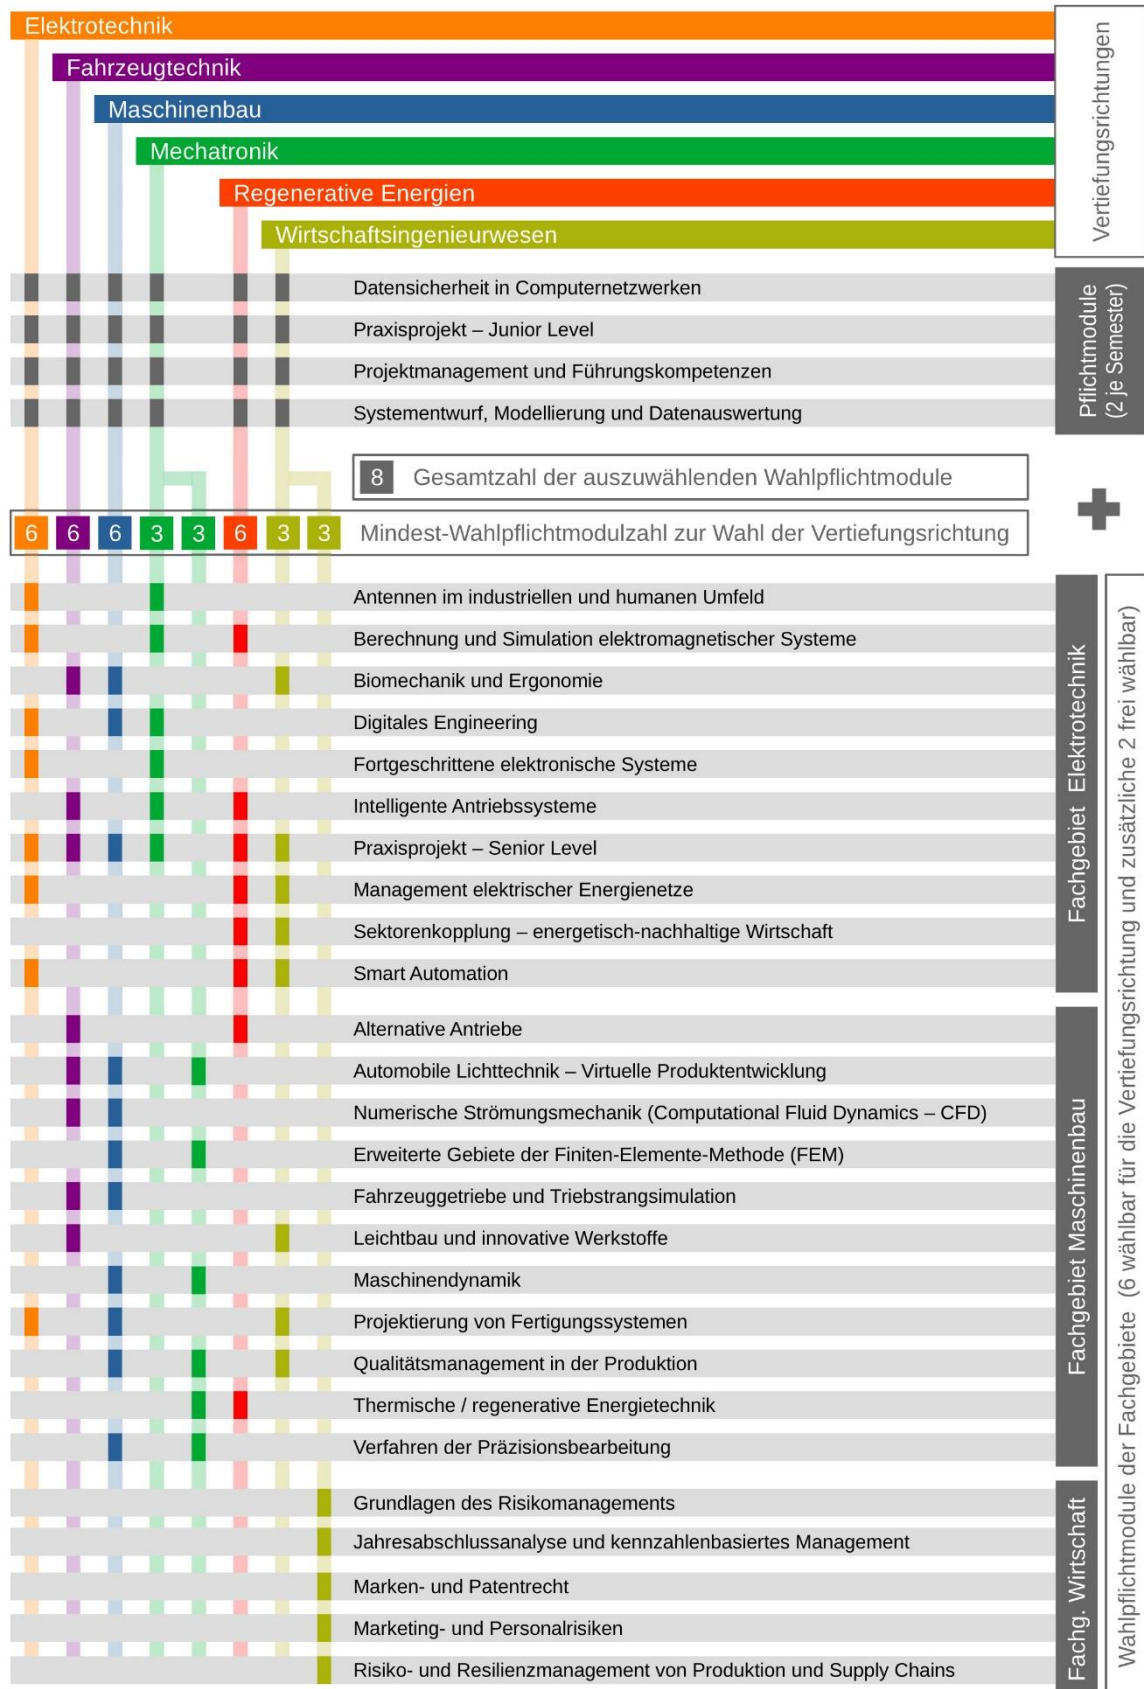 Elektrotechnik
Fahrzeugtechnik
Maschinenbau
Mechatronik
Regenerative Energien
Wirtschaftsingenieurwesen
Vertiefungsrichtungen
Datensicherheit in Computernetzwerken
Praxisprojekt – Junior Level
Projektmanagement und Führungskompetenzen
Systementwurf, Modellierung und Datenauswertung
Pflichtmodule
(2 je Semester)
8 Gesamtzahl der auszuwählenden Wahlpflichtmodule
6 6 6 3 3 6 3 3 Mindest-Wahlpflichtmodulzahl zur Wahl der Vertiefungsrichtung
Antennen im industriellen und humanen Umfeld
Berechnung und Simulation elektromagnetischer Systeme
Biomechanik und Ergonomie
Digitales Engineering
Fortgeschrittene elektronische Systeme
Intelligente Antriebssysteme
Praxisprojekt – Senior Level
Management elektrischer Energienetze
Sektorenkopplung – energetisch-nachhaltige Wirtschaft
Smart Automation
Fachgebiet Elektrotechnik
Alternative Antriebe
Automobile Lichttechnik – Virtuelle Produktentwicklung
Numerische Strömungsmechanik (Computational Fluid Dynamics – CFD)
Erweiterte Gebiete der Finiten-Elemente-Methode (FEM)
Fahrzeuggetriebe und Triebstrangsimulation
Leichtbau und innovative Werkstoffe
Maschinendynamik
Projektierung von Fertigungssystemen
Qualitätsmanagement in der Produktion
Thermische / regenerative Energietechnik
Verfahren der Präzisionsbearbeitung
Fachgebiet Maschinenbau
Grundlagen des Risikomanagements
Jahresabschlussanalyse und kennzahlenbasiertes Management
Marken- und Patentrecht
Marketing- und Personalrisiken
Risiko- und Resilienzmanagement von Produktion und Supply Chains
Fachg. Wirtschaft
Wahlpflichtmodule der Fachgebiete (6 wählbar für die Vertiefungsrichtung und zusätzliche 2 frei wählbar)